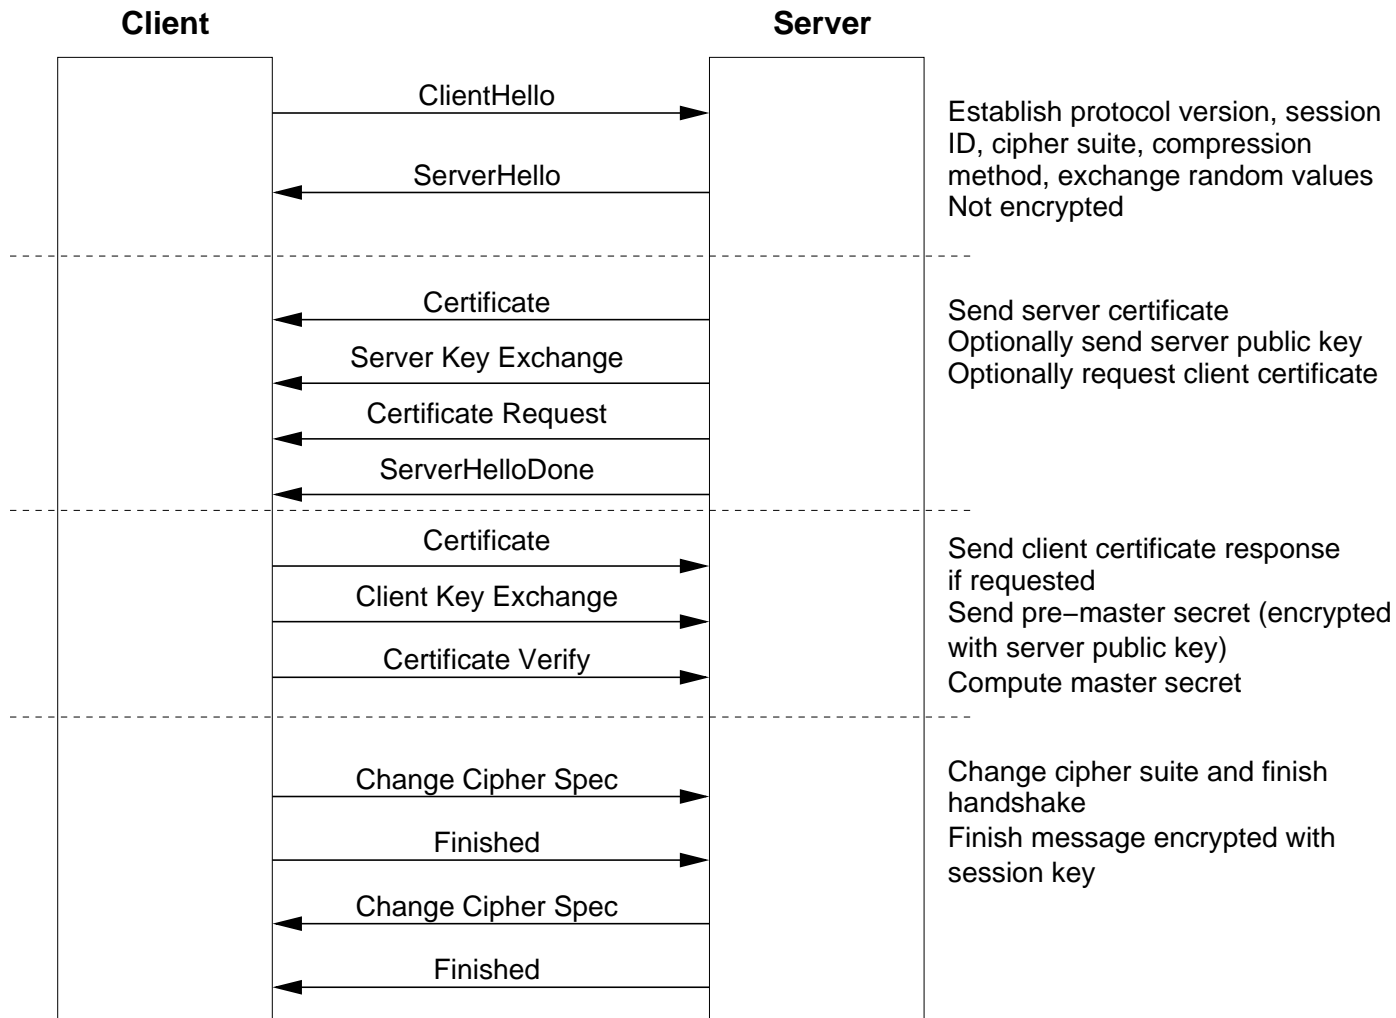 Client
Server
ClientHello
ServerHello
Establish protocol version, session
ID, cipher suite, compression
method, exchange random values
Not encrypted
Certificate
Server Key Exchange
Certificate Request
ServerHelloDone
Send server certificate
Optionally send server public key
Optionally request client certificate
Certificate
Client Key Exchange
Certificate Verify
Send client certificate response
if requested
Send pre−master secret (encrypted
with server public key)
Compute master secret
Change Cipher Spec
Finished
Change Cipher Spec
Finished
Change cipher suite and finish
handshake
Finish message encrypted with
session key